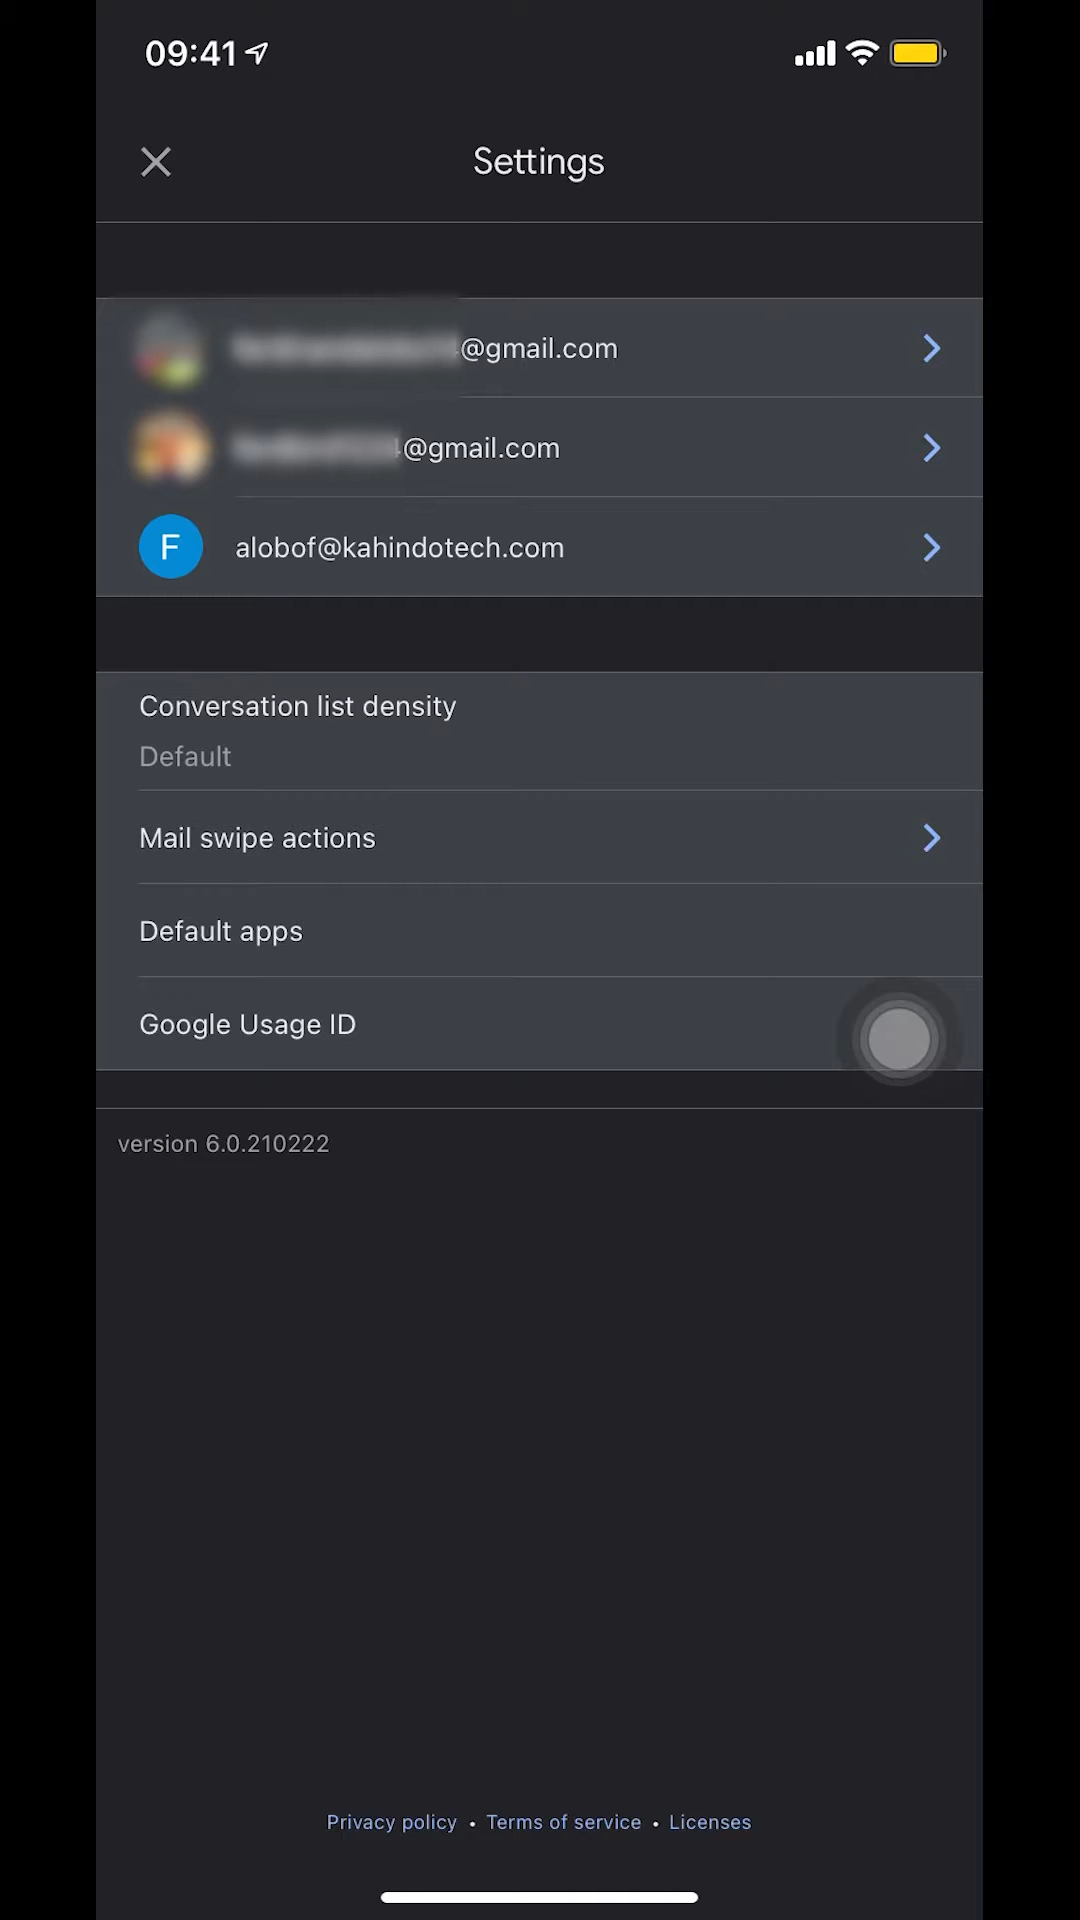 09:41
Settings
@gmail.com
@gmail.com
F alobof@kahindotech.com
Conversation list density
Default
Mail swipe actions
Default apps
Google Usage ID
version 6.0.210222
Privacy policy • Terms of service • Licenses